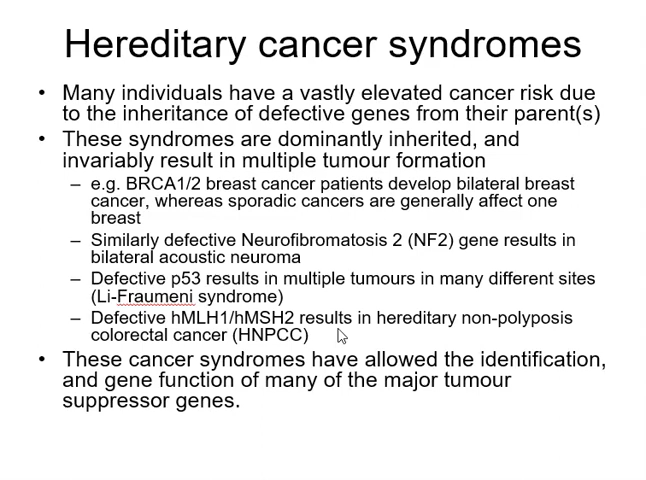 Hereditary cancer syndromes
• Many individuals have a vastly elevated cancer risk due
to the inheritance of defective genes from their parent(s)
• These syndromes are dominantly inherited, and
invariably result in multiple tumour formation
– e.g. BRCA1/2 breast cancer patients develop bilateral breast
cancer, whereas sporadic cancers are generally affect one
breast
– Similarly defective Neurofibromatosis 2 (NF2) gene results in
bilateral acoustic neuroma
– Defective p53 results in multiple tumours in many different sites
(Li-Fraumeni syndrome)
– Defective hMLH1/hMSH2 results in hereditary non-polyposis
colorectal cancer (HNPCC)
• These cancer syndromes have allowed the identification,
and gene function of many of the major tumour
suppressor genes.